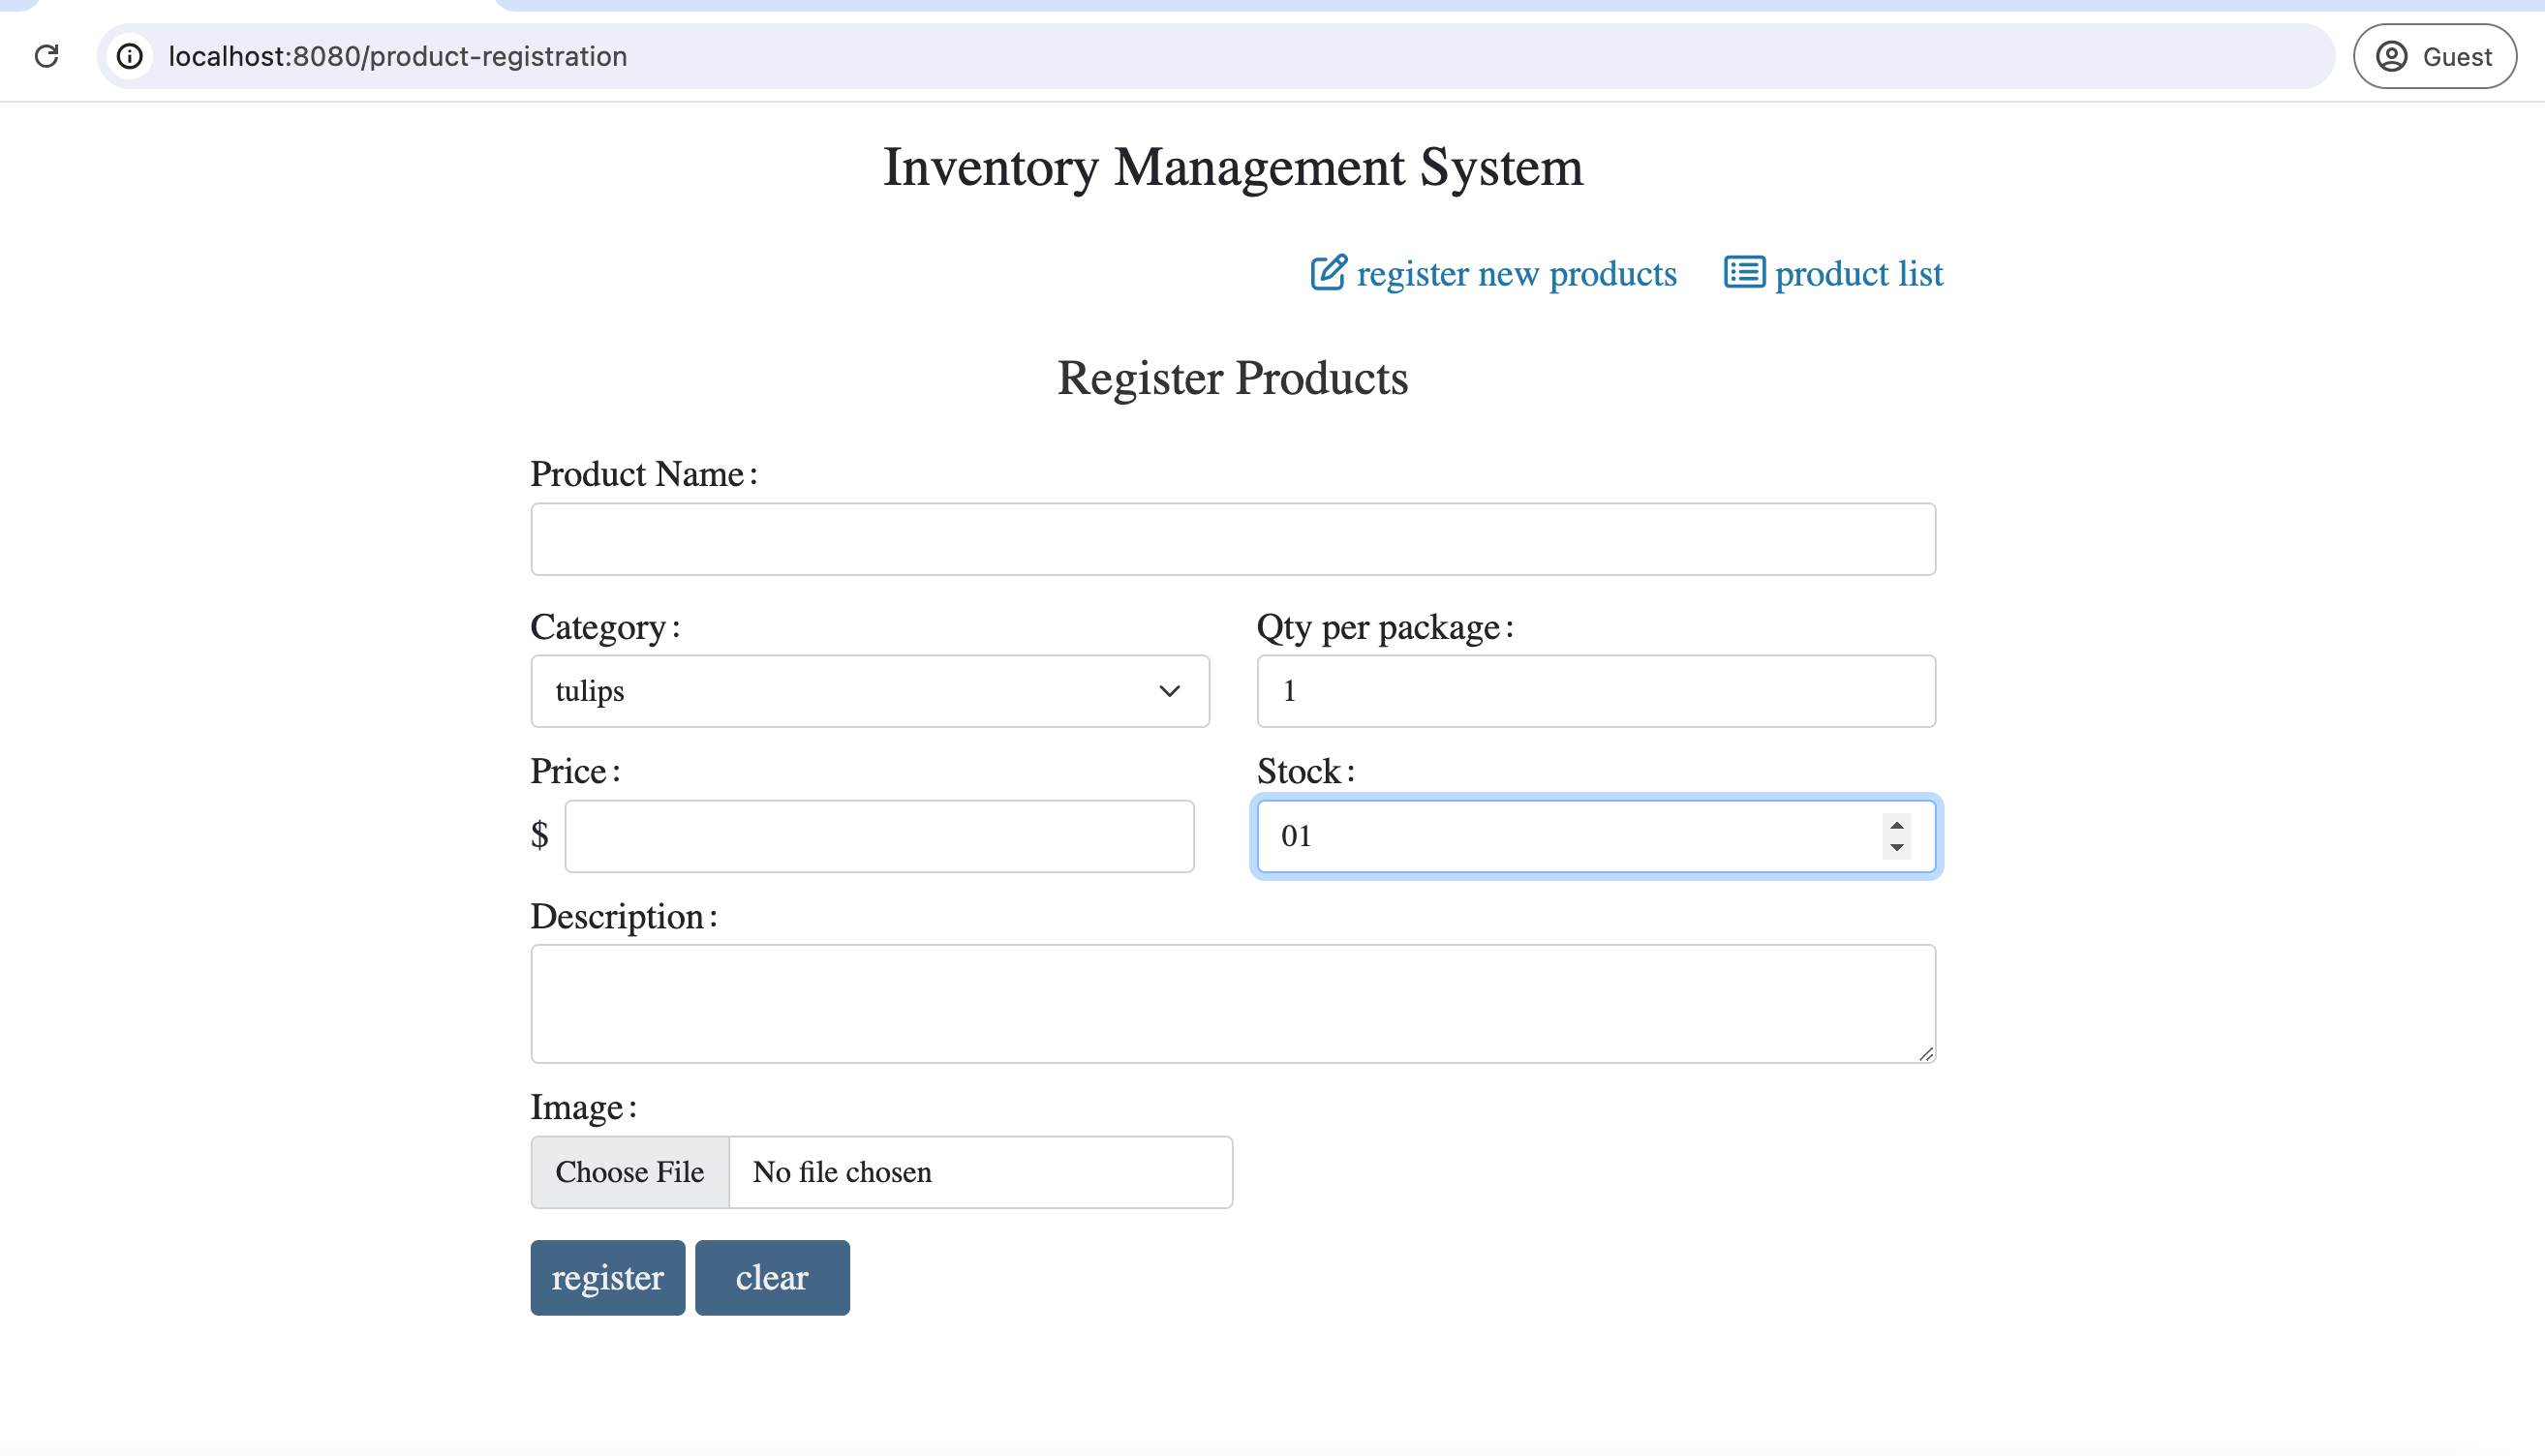 localhost:8080/product-registration
Guest
Inventory Management System
register new products product list
Register Products
Product Name:
Category: Qty per package:
tulips 1
Price: Stock:
$ 01
Description:
Image:
Choose File No file chosen
register clear